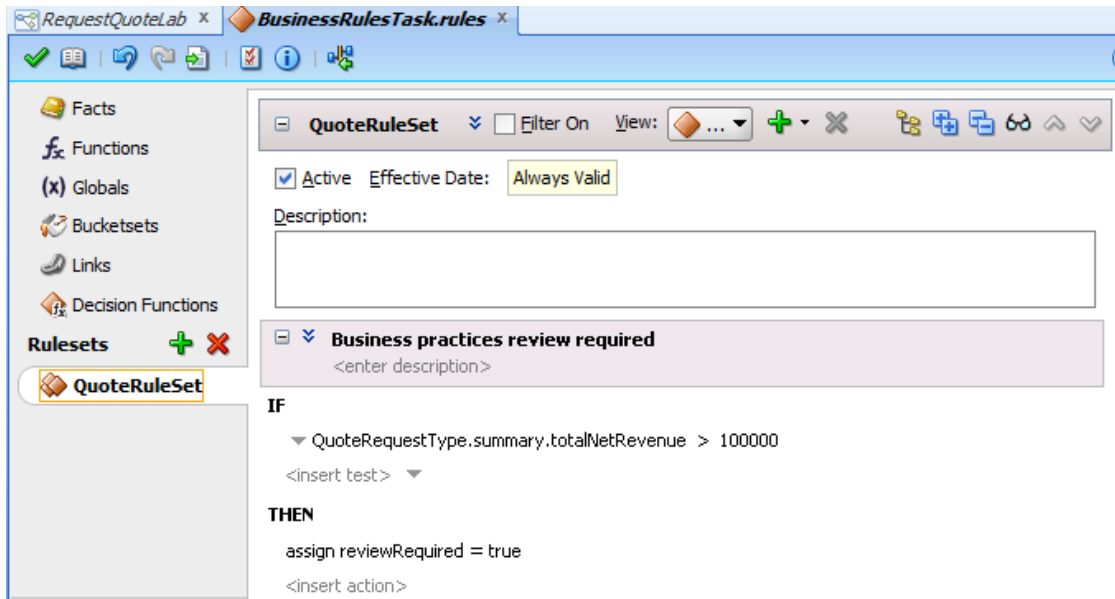 RequestQuoteLab x BusinessRulesTask.rules x
Facts
Functions
(x) Globals
Bucketsets
Links
Decision Functions
Rulesets
QuoteRuleSet
QuoteRuleSet Filter On View: ...
Active Effective Date: Always Valid
Description:
Business practices review required
<enter description>
IF
QuoteRequestType.summary.totalNetRevenue > 100000
<insert test>
THEN
assign reviewRequired = true
<insert action>